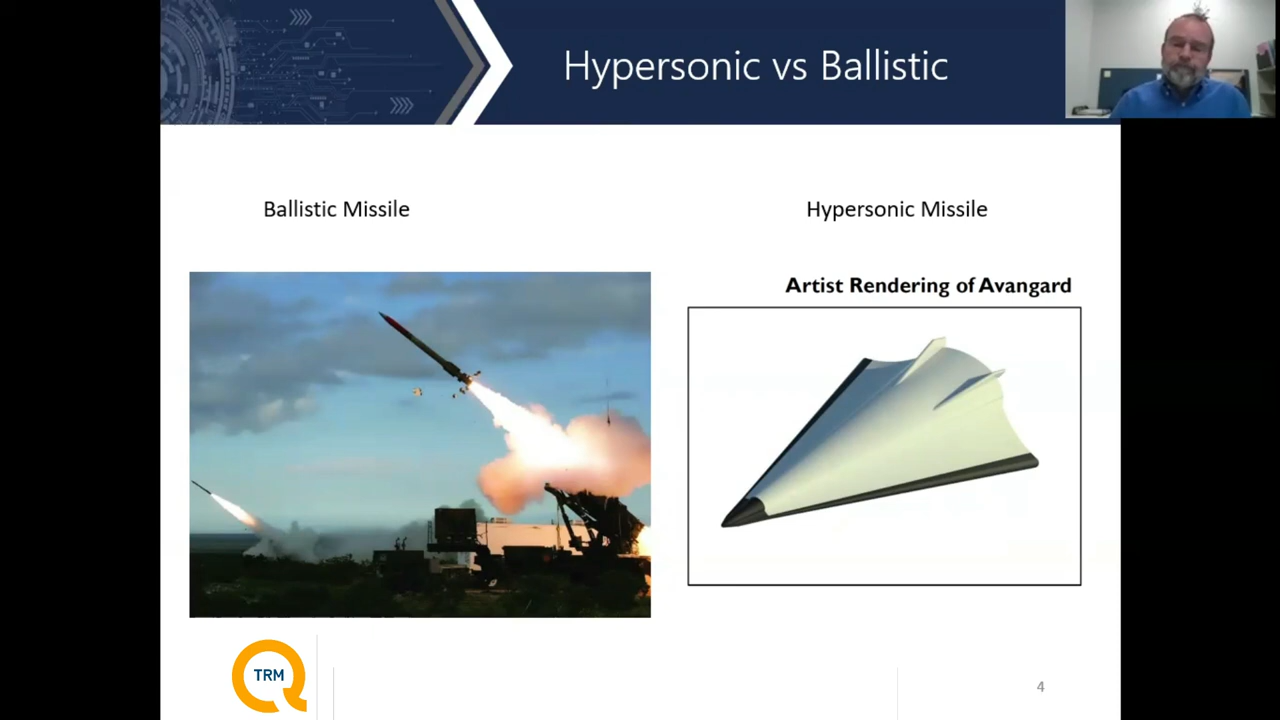 Hypersonic vs Ballistic
Ballistic Missile
Hypersonic Missile
Artist Rendering of Avangard
TRM
4